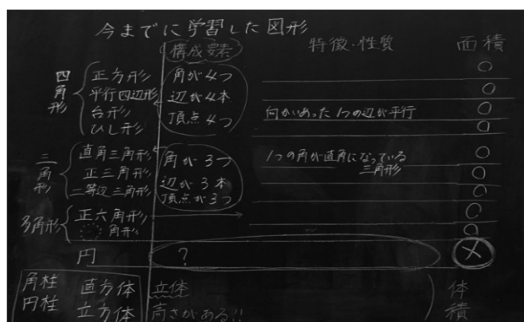 今までに学習した図形
構成要素 特徴・性質 面積
四角形
正方形 角が4つ ○
平行四辺形 辺が4本 ○
台形 頂点4つ 向かいあった1つの辺が平行 ○
ひし形 ○
三角形
直角三角形 角が3つ 1つの角が直角になっている ○
三角形
正三角形 辺が3本 ○
二等辺三角形 頂点が3つ ○
多角形
正六角形 ○
角形 ○
円 ? ×
角柱 直方体 立体 体
円柱 立方体 高さがある!! 積